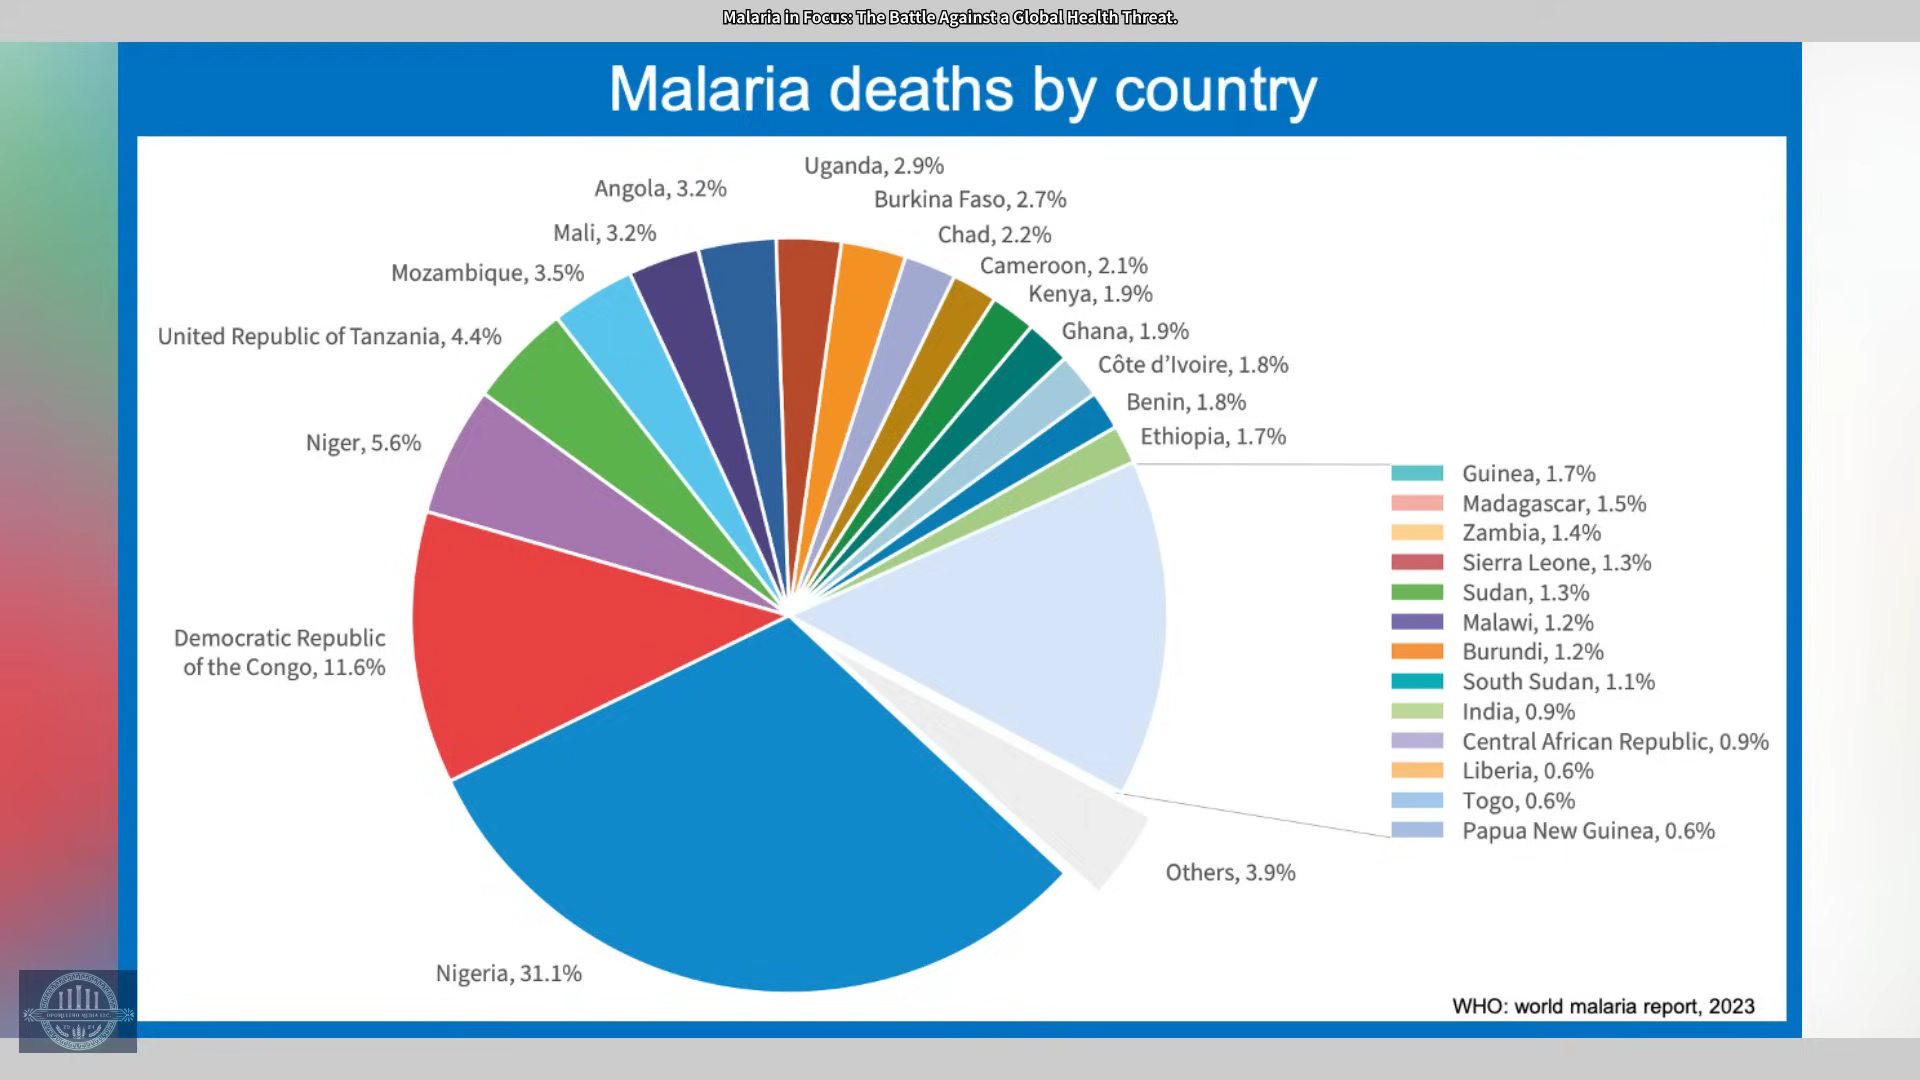 Malaria in Focus: The Battle Against a Global Health Threat.
Malaria deaths by country
Uganda, 2.9%
Angola, 3.2%
Burkina Faso, 2.7%
Mali, 3.2%
Chad, 2.2%
Mozambique, 3.5%
Cameroon, 2.1%
Kenya, 1.9%
United Republic of Tanzania, 4.4%
Ghana, 1.9%
Côte d’Ivoire, 1.8%
Benin, 1.8%
Niger, 5.6%
Ethiopia, 1.7%
Guinea, 1.7%
Madagascar, 1.5%
Zambia, 1.4%
Sierra Leone, 1.3%
Sudan, 1.3%
Malawi, 1.2%
Burundi, 1.2%
South Sudan, 1.1%
India, 0.9%
Central African Republic, 0.9%
Liberia, 0.6%
Togo, 0.6%
Papua New Guinea, 0.6%
Democratic Republic
of the Congo, 11.6%
Others, 3.9%
Nigeria, 31.1%
WHO: world malaria report, 2023